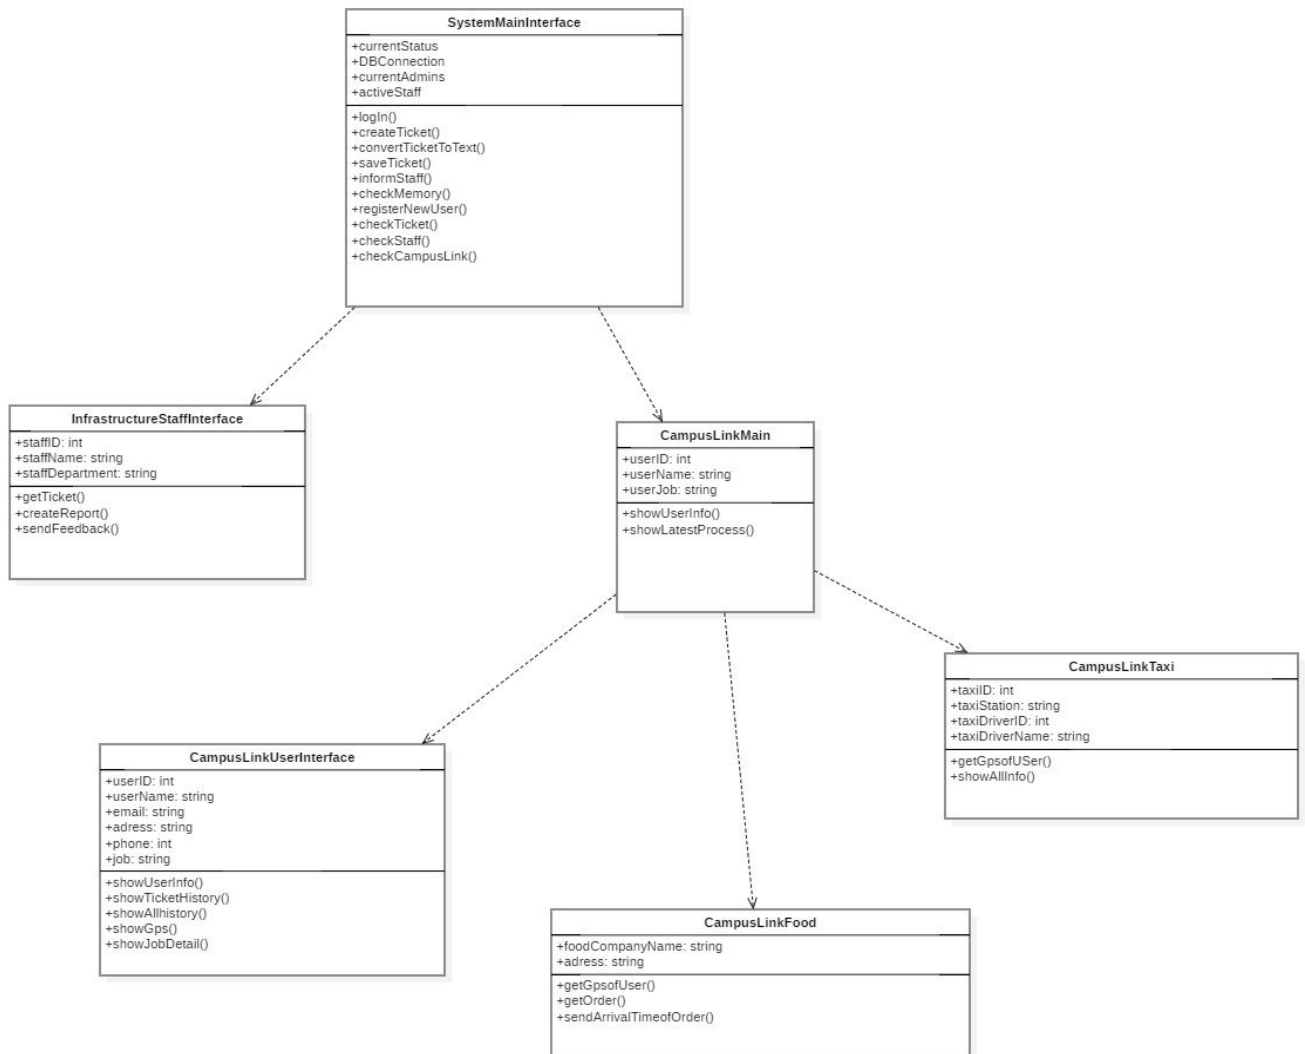 SystemMainInterface
+currentStatus
+DBConnection
+currentAdmins
+activeStaff
+logIn()
+createTicket()
+convertTicketToText()
+saveTicket()
+informStaff()
+checkMemory()
+registerNewUser()
+checkTicket()
+checkStaff()
+checkCampusLink()
InfrastructureStaffInterface
+staffID: int
+staffName: string
+staffDepartment: string
+getTicket()
+createReport()
+sendFeedback()
CampusLinkMain
+userID: int
+userName: string
+userJob: string
+showUserInfo()
+showLatestProcess()
CampusLinkTaxi
+taxiID: int
+taxiStation: string
+taxiDriverID: int
+taxiDriverName: string
+getGpsofUSer()
+showAllInfo()
CampusLinkUserInterface
+userID: int
+userName: string
+email: string
+adress: string
+phone: int
+job: string
+showUserInfo()
+showTicketHistory()
+showAllhistory()
+showGps()
+showJobDetail()
CampusLinkFood
+foodCompanyName: string
+adress: string
+getGpsofUser()
+getOrder()
+sendArrivalTimeofOrder()